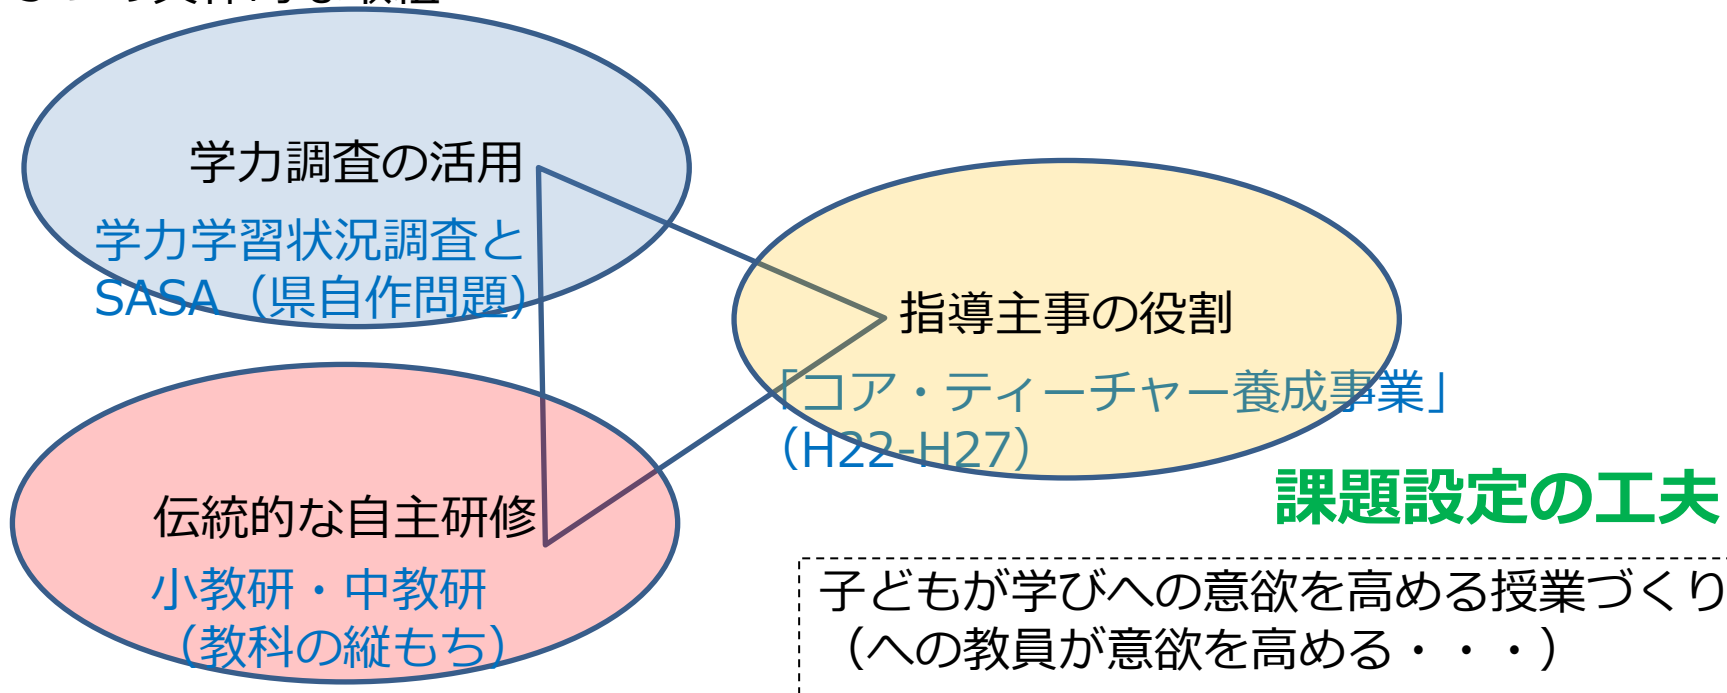 学力調査の活用
学力学習状況調査と
SASA（県自作問題）
指導主事の役割
「コア・ティーチャー養成事業」
（H22-H27）
伝統的な自主研修
小教研・中教研
（教科の縦もち）
課題設定の工夫
子どもが学びへの意欲を高める授業づくり
（への教員が意欲を高める・・・）